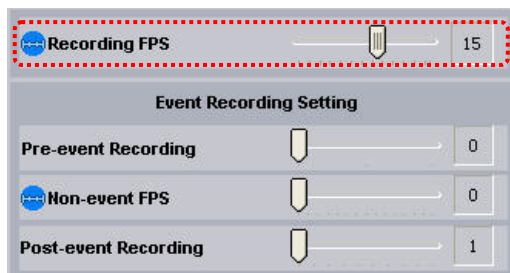 Recording FPS 15
Event Recording Setting
Pre-event Recording 0
Non-event FPS 0
Post-event Recording 1